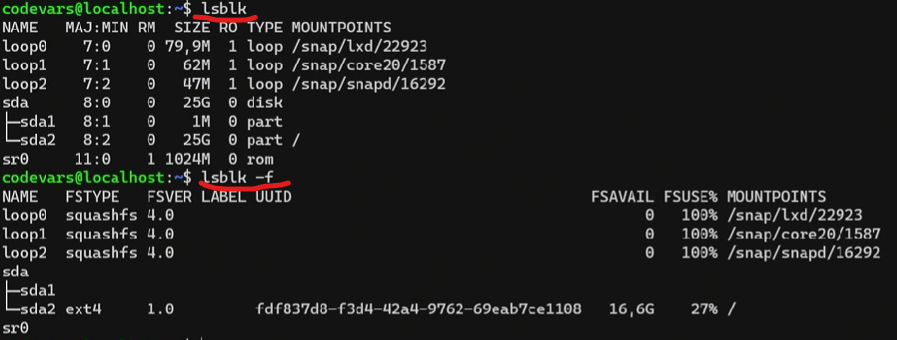 codevars@localhost:~$ lsblk
NAME   MAJ:MIN RM  SIZE RO TYPE MOUNTPOINTS
loop0    7:0    0 79,9M  1 loop /snap/lxd/22923
loop1    7:1    0   62M  1 loop /snap/core20/1587
loop2    7:2    0   47M  1 loop /snap/snapd/16292
sda      8:0    0   25G  0 disk
├─sda1   8:1    0    1M  0 part
└─sda2   8:2    0   25G  0 part /
sr0     11:0    1 1024M  0 rom
codevars@localhost:~$ lsblk -f
NAME   FSTYPE   FSVER LABEL UUID                                 FSAVAIL FSUSE% MOUNTPOINTS
loop0  squashfs 4.0                                                    0   100% /snap/lxd/22923
loop1  squashfs 4.0                                                    0   100% /snap/core20/1587
loop2  squashfs 4.0                                                    0   100% /snap/snapd/16292
sda
├─sda1
└─sda2 ext4     1.0         fdf837d8-f3d4-42a4-9762-69eab7ce1108   16,6G    27% /
sr0